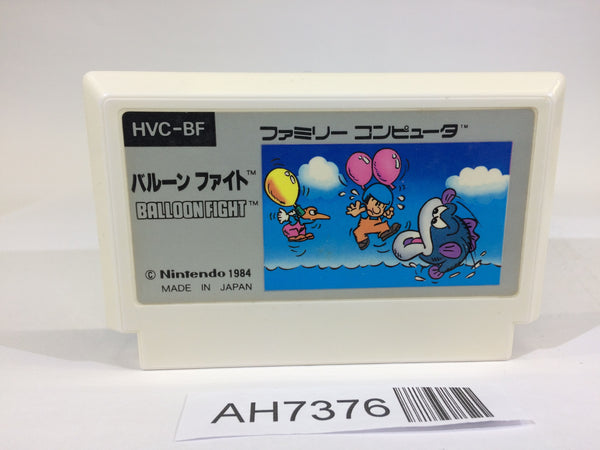 HVC-BF
ファミリー コンピュータ™
バルーン ファイト™
BALLOON FIGHT™
© Nintendo 1984
MADE IN JAPAN
AH7376